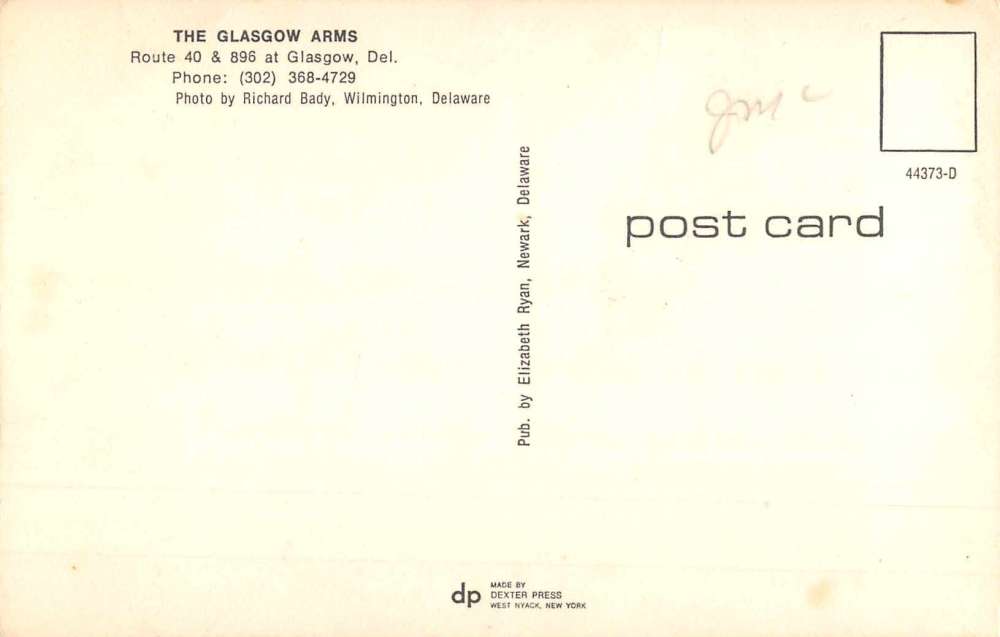 THE GLASGOW ARMS
Route 40 & 896 at Glasgow, Del.
Phone: (302) 368-4729
Photo by Richard Bady, Wilmington, Delaware
Pub. by Elizabeth Ryan, Newark, Delaware
44373-D
post card
dp
MADE BY
DEXTER PRESS
WEST NYACK, NEW YORK